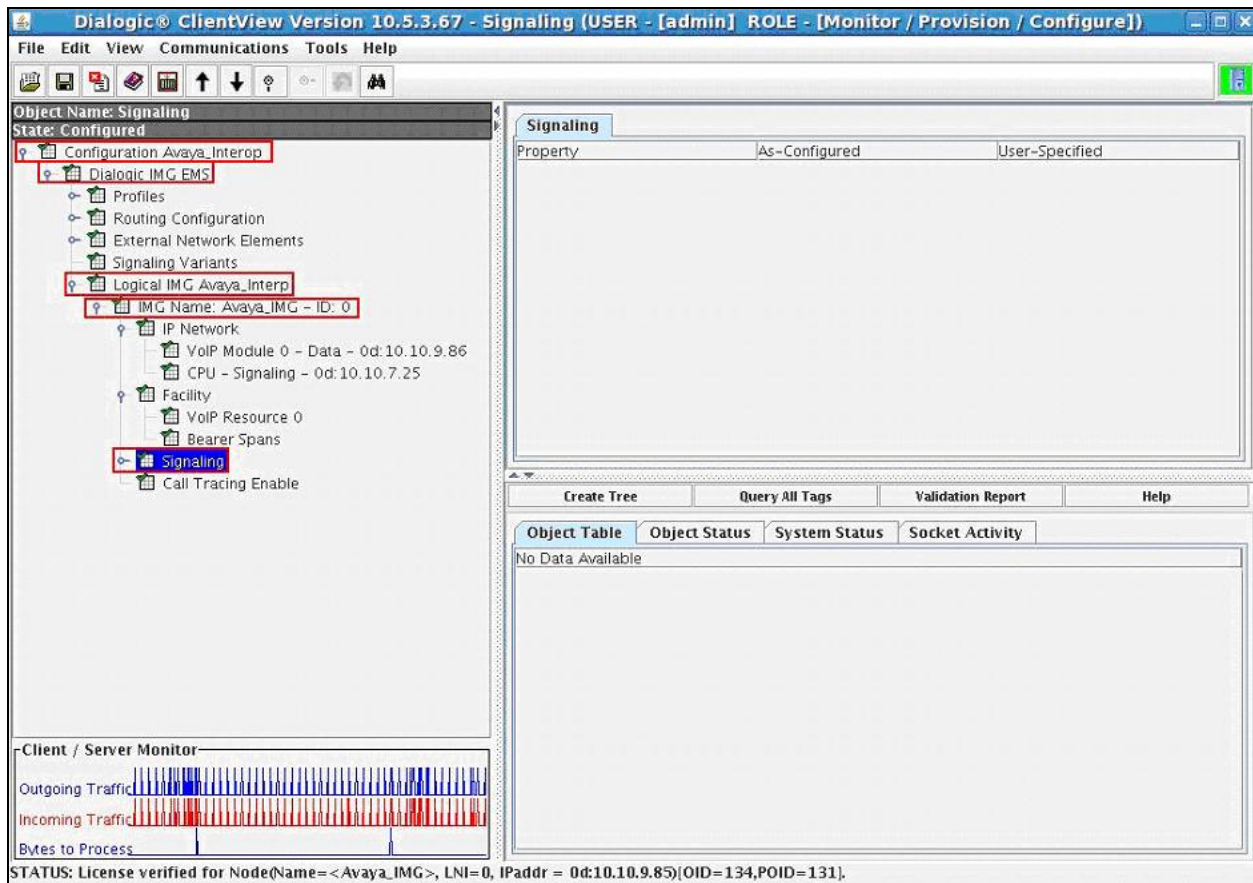 Dialogic® ClientView Version 10.5.3.67 - Signaling (USER - [admin] ROLE - [Monitor / Provision / Configure])
File Edit View Communications Tools Help
Object Name: Signaling
State: Configured
Configuration Avaya_Interop
Dialogic IMG EMS
Profiles
Routing Configuration
External Network Elements
Signaling Variants
Logical IMG Avaya_Interp
IMG Name: Avaya_IMG - ID: 0
IP Network
VoIP Module 0 - Data - 0d:10.10.9.86
CPU - Signaling - 0d:10.10.7.25
Facility
VoIP Resource 0
Bearer Spans
Signaling
Call Tracing Enable
Client / Server Monitor
Outgoing Traffic
Incoming Traffic
Bytes to Process
Signaling
Property As-Configured User-Specified
Create Tree Query All Tags Validation Report Help
Object Table Object Status System Status Socket Activity
No Data Available
STATUS: License verified for Node(Name=<Avaya_IMG>, LNI=0, IPaddr = 0d:10.10.9.85)[OID=134,POID=131].